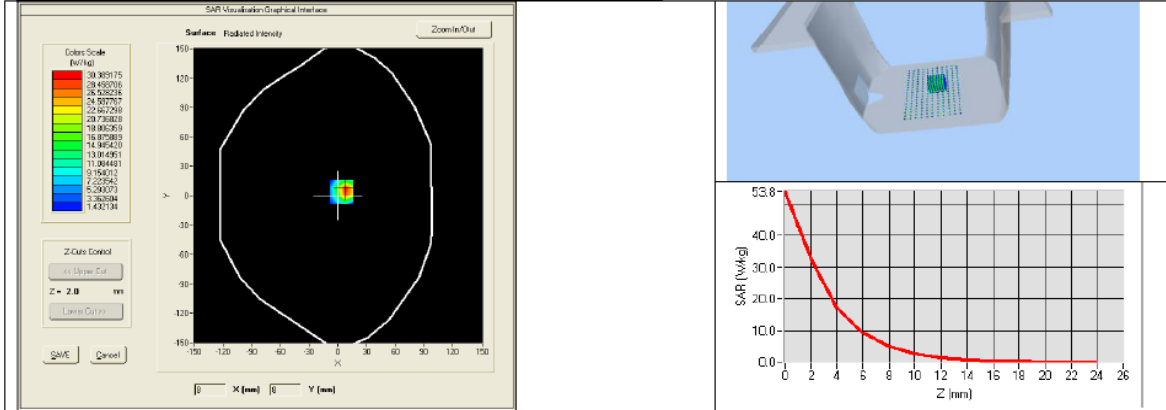 SAR Visualisation Graphical Interface
Surface Radiated Intensity
Zoom In/Out
Colors Scale
(W/kg)
30.389175
28.458706
26.528236
24.597767
22.667298
20.736828
18.806359
16.875889
14.945420
13.014951
11.084481
9.154012
7.223542
5.293073
3.362604
1.432134
150
120
90
60
30
0
-30
-60
-90
-120
-150
Y
-150 -120 -90 -60 -30 0 30 60 90 120 150
X
Z-Cuts Control
<< Upper Cut
Z = 2.0 mm
Lower Cut >>
SAVE Cancel
8 X (mm) 8 Y (mm)
53.8
40.0
30.0
20.0
10.0
0.0
SAR (W/kg)
0 2 4 6 8 10 12 14 16 18 20 22 24 26
Z (mm)